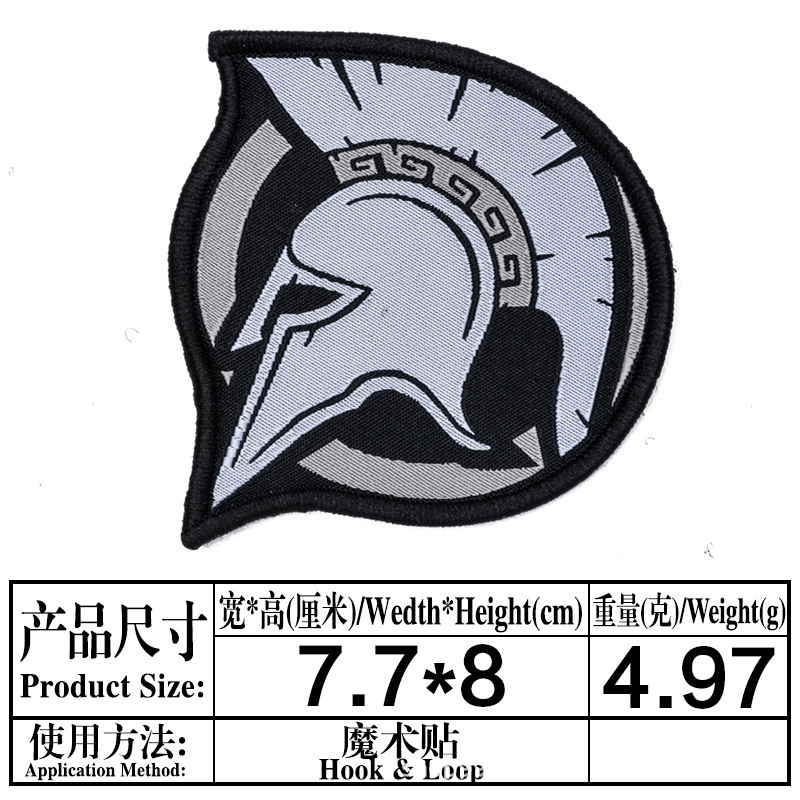 产品尺寸
Product Size:
宽*高(厘米)/Wedth*Height(cm)
重量(克)/Weight(g)
7.7*8
4.97
使用方法:
Application Method:
魔术贴
Hook & Loop